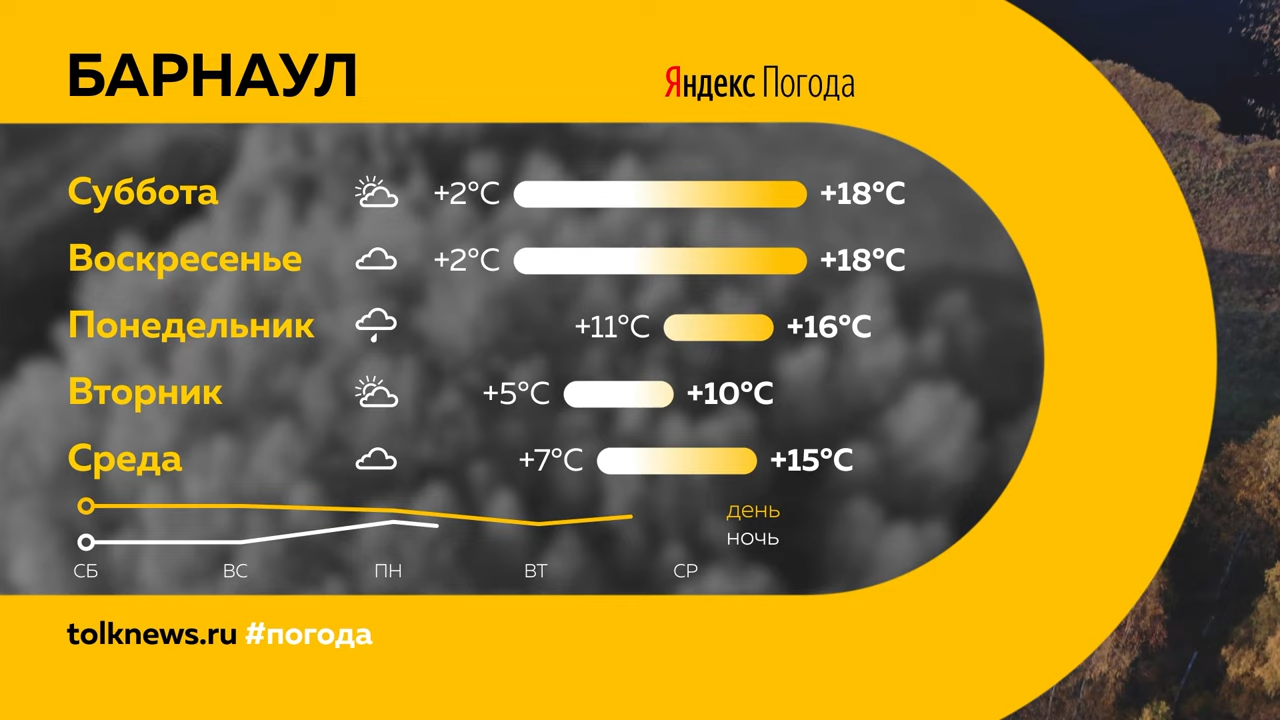 БАРНАУЛ
Яндекс Погода
Суббота +2°C +18°C
Воскресенье +2°C +18°C
Понедельник +11°C +16°C
Вторник +5°C +10°C
Среда +7°C +15°C
день
ночь
СБ ВС ПН ВТ СР
tolknews.ru #погода